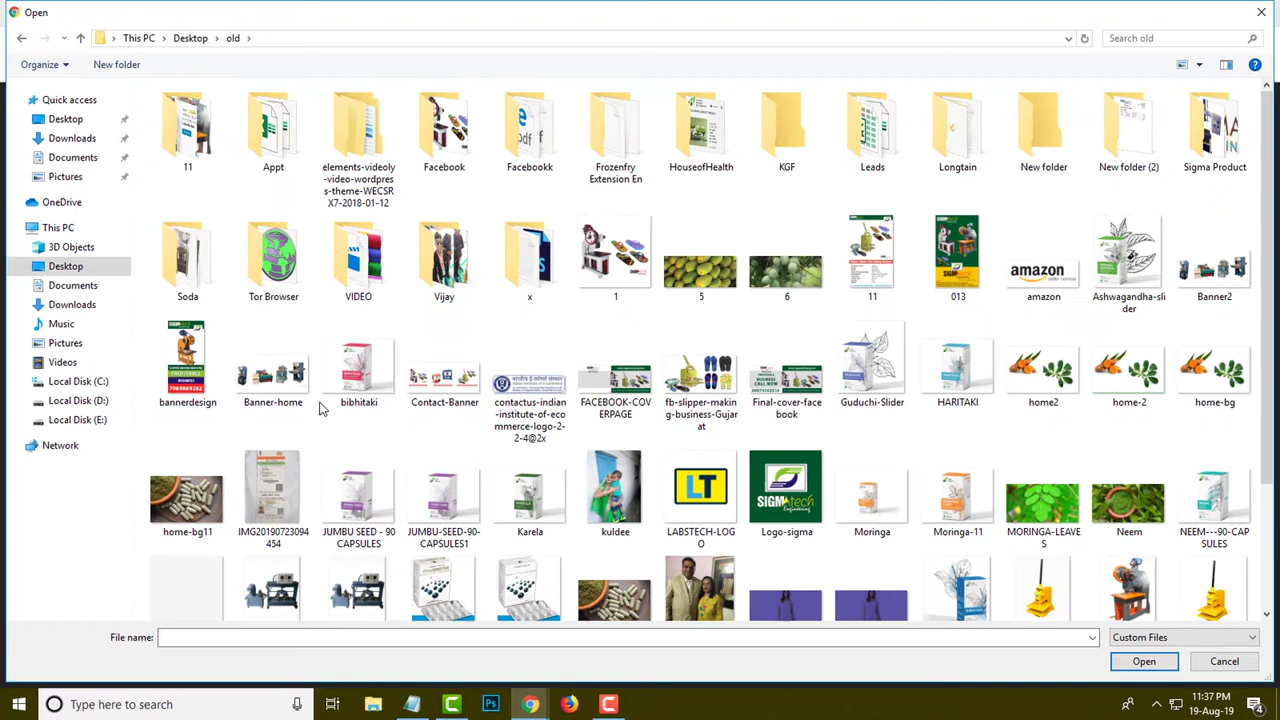 Open
This PC
Desktop
old
Search old
Organize
New folder
Quick access
Desktop
Downloads
Documents
Pictures
OneDrive
This PC
3D Objects
Desktop
Documents
Downloads
Music
Pictures
Videos
Local Disk (C:)
Local Disk (D:)
Local Disk (E:)
Network
11
Appt
elements-videoly
-video-wordpres
s-theme-WECSR
X7-2018-01-12
Facebook
Facebookk
Frozenfry
Extension En
HouseofHealth
KGF
Leads
Longtain
New folder
New folder (2)
Sigma Product
Soda
Tor Browser
VIDEO
Vijay
x
1
5
6
11
013
amazon
amazon
Ashwagandha-sli
der
Banner2
bannerdesign
Banner-home
bibhitaki
Contact-Banner
contactus-indian
-institute-of-eco
mmerce-logo-2-
2-4@2x
FACEBOOK-COV
ERPAGE
fb-slipper-makin
g-business-Gujar
at
Final-cover-face
book
Guduchi-Slider
HARITAKI
home2
home-2
home-bg
home-bg11
IMG20190723094
454
JUMBU SEED - 90
CAPSULES
JUMBU-SEED-90-
CAPSULES1
Karela
kuldee
LT
LABSTECH-LOG
O
SIGMATECH
Engineering
Logo-sigma
Moringa
Moringa-11
MORINGA-LEAVE
S
Neem
NEEM---90-CAP
SULES
File name:
Custom Files
Open
Cancel
Type here to search
Ps
11:37 PM
19-Aug-19
4